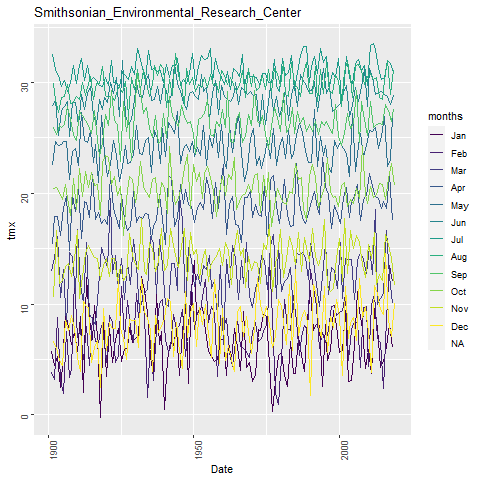 Smithsonian_Environmental_Research_Center
tmx
30
20
10
0
1900
1950
2000
Date
months
Jan
Feb
Mar
Apr
May
Jun
Jul
Aug
Sep
Oct
Nov
Dec
NA